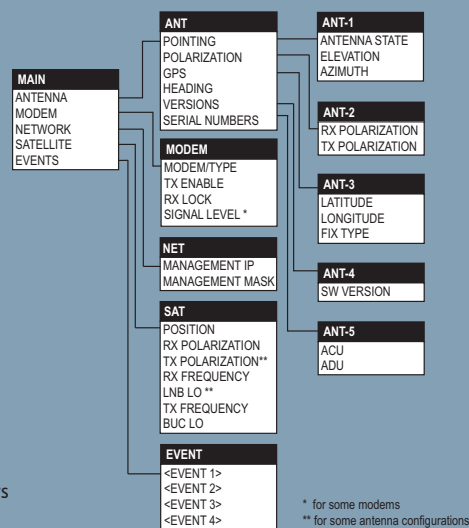 MAIN
ANTENNA
MODEM
NETWORK
SATELLITE
EVENTS
ANT
POINTING
POLARIZATION
GPS
HEADING
VERSIONS
SERIAL NUMBERS
MODEM
MODEM/TYPE
TX ENABLE
RX LOCK
SIGNAL LEVEL *
NET
MANAGEMENT IP
MANAGEMENT MASK
SAT
POSITION
RX POLARIZATION
TX POLARIZATION**
RX FREQUENCY
LNB LO **
TX FREQUENCY
BUC LO
EVENT
<EVENT 1>
<EVENT 2>
<EVENT 3>
<EVENT 4>
ANT-1
ANTENNA STATE
ELEVATION
AZIMUTH
ANT-2
RX POLARIZATION
TX POLARIZATION
ANT-3
LATITUDE
LONGITUDE
FIX TYPE
ANT-4
SW VERSION
ANT-5
ACU
ADU
* for some modems
** for some antenna configurations